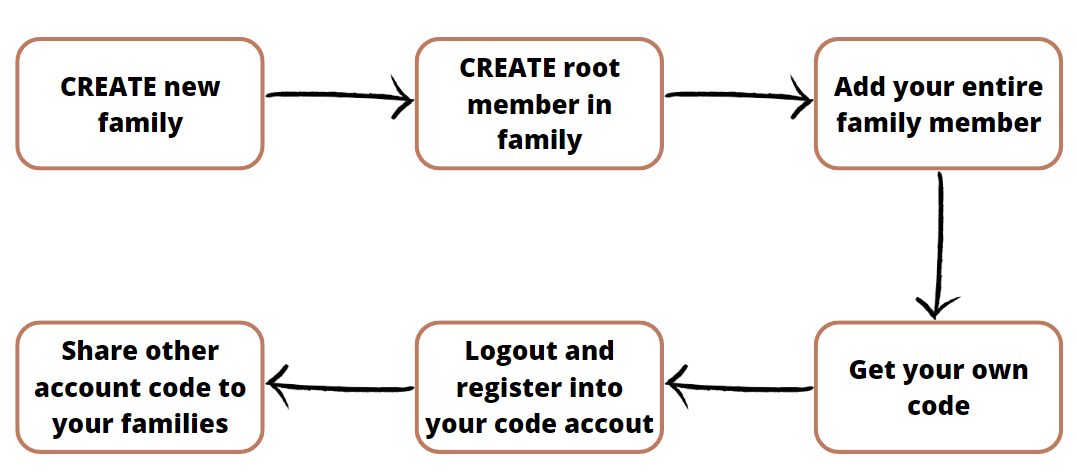 CREATE new
family
CREATE root
member in
family
Add your entire
family member
Get your own
code
Logout and
register into
your code accout
Share other
account code to
your families